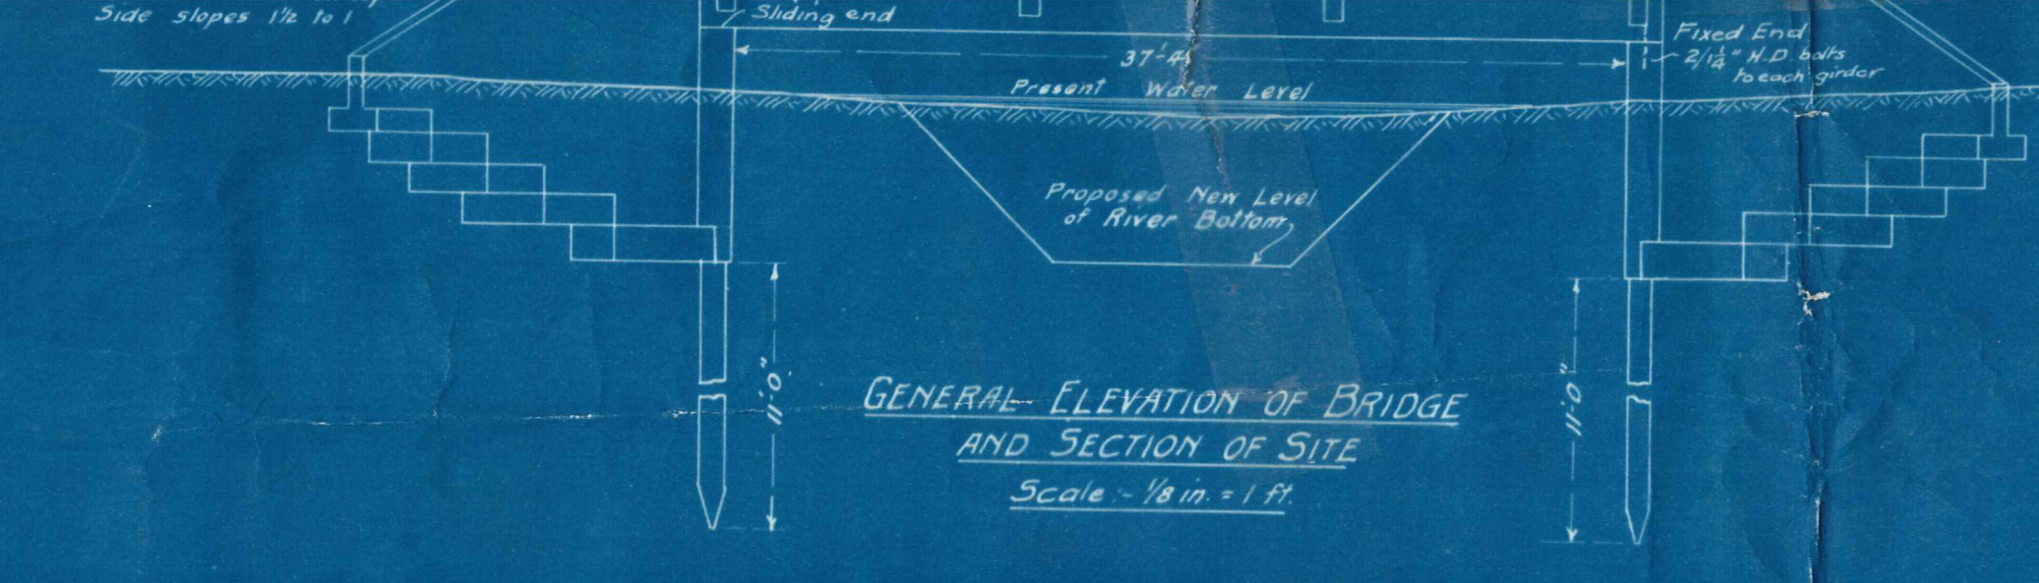 Side slopes 1½ to 1
Sliding end
Fixed End
2/1¼" H.D. bolts
to each girder
37'-4
Present Water Level
Proposed New Level
of River Bottom
11'-0"
11'-0"
GENERAL ELEVATION OF BRIDGE
AND SECTION OF SITE
Scale :- 1/8 in. = 1 ft.